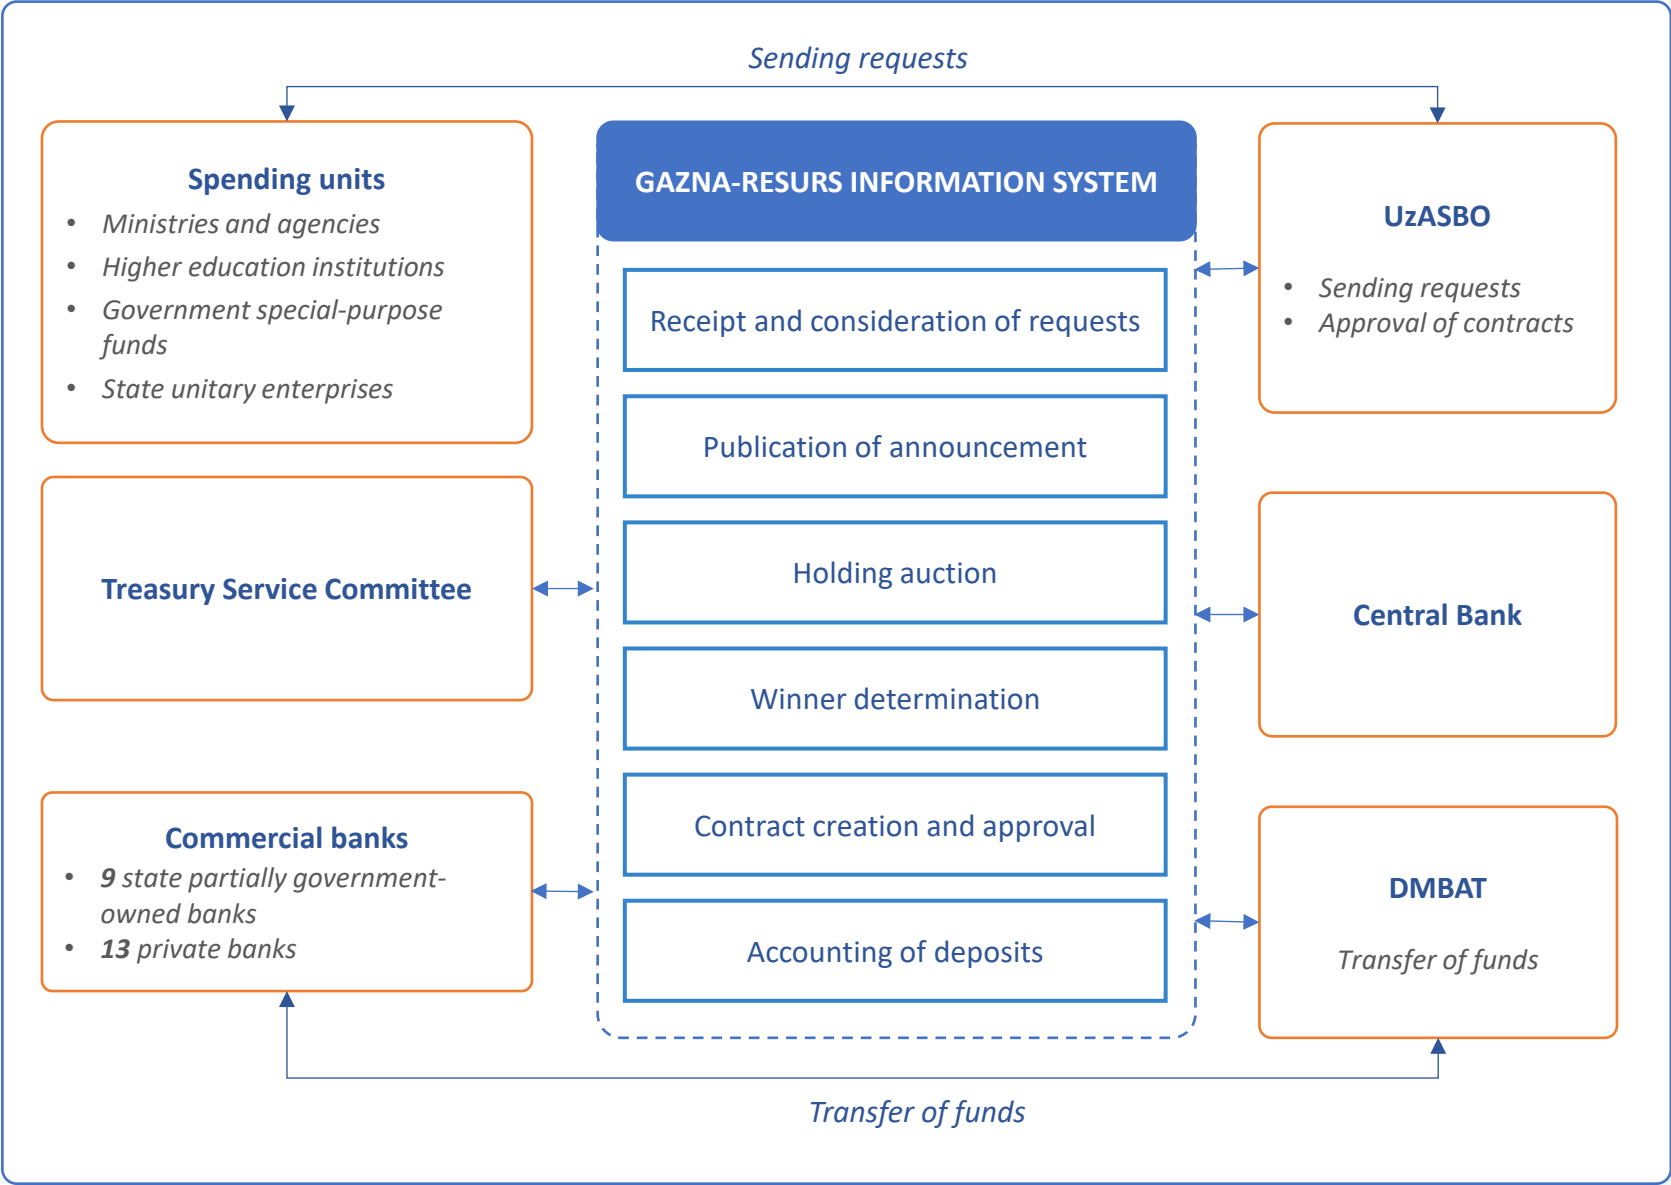 Sending requests
Spending units
• Ministries and agencies
• Higher education institutions
• Government special-purpose
funds
• State unitary enterprises
Treasury Service Committee
Commercial banks
• 9 state partially government-
owned banks
• 13 private banks
GAZNA-RESURS INFORMATION SYSTEM
Receipt and consideration of requests
Publication of announcement
Holding auction
Winner determination
Contract creation and approval
Accounting of deposits
UzASBO
• Sending requests
• Approval of contracts
Central Bank
DMBAT
Transfer of funds
Transfer of funds